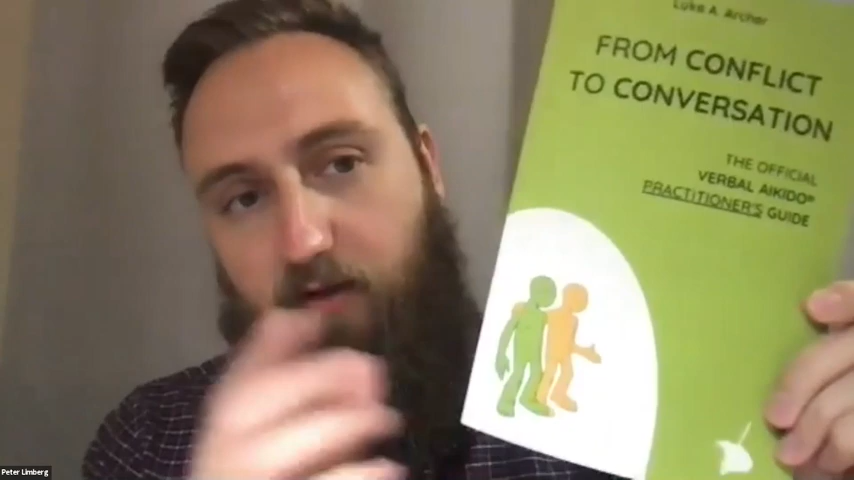 Luke A. Archer
FROM CONFLICT
TO CONVERSATION
THE OFFICIAL
VERBAL AIKIDO®
PRACTITIONER'S GUIDE
Peter Limberg